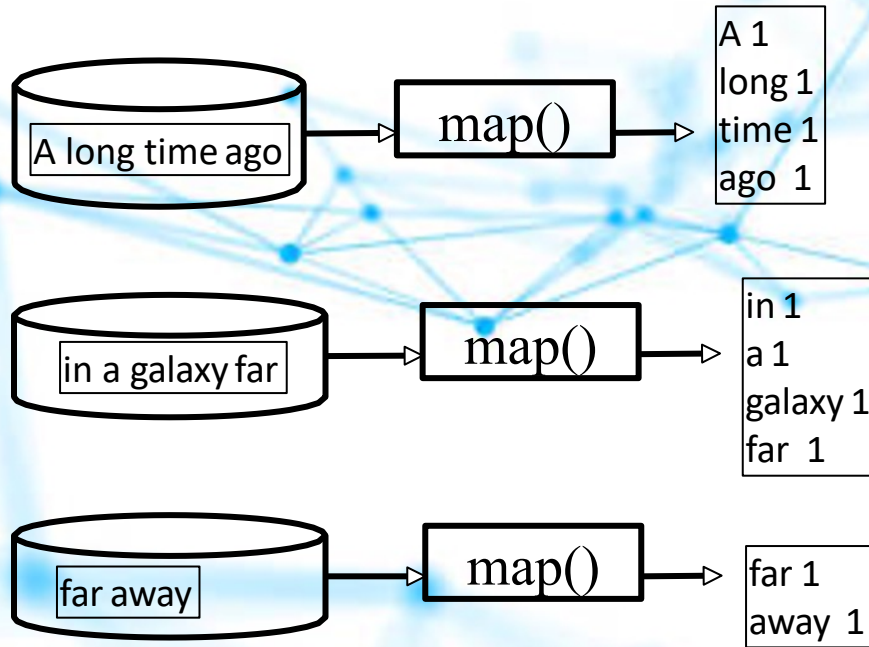 A long time ago
map()
A 1
long 1
time 1
ago 1
in a galaxy far
map()
in 1
a 1
galaxy 1
far 1
far away
map()
far 1
away 1